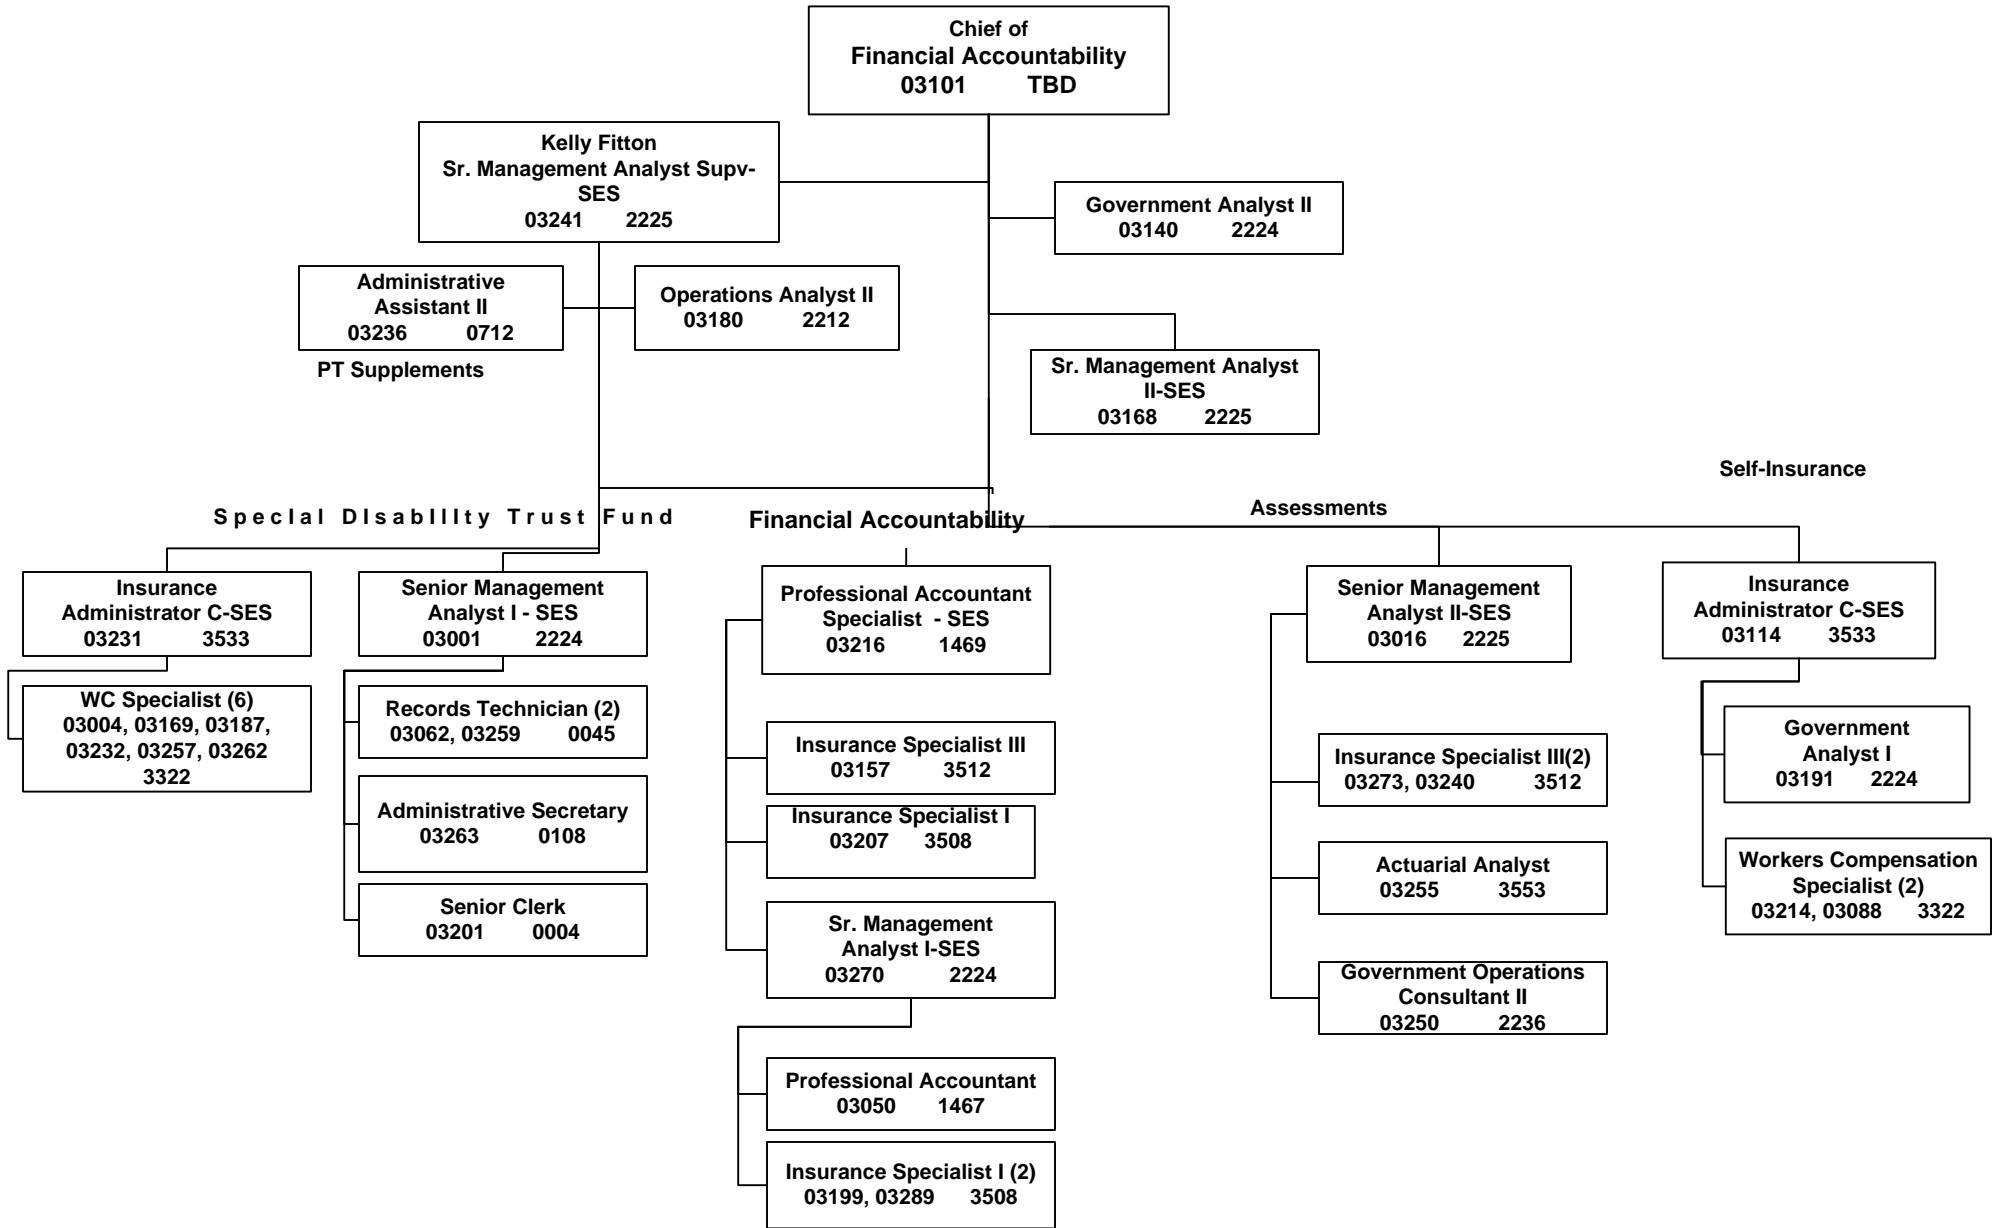 Chief of
Financial Accountability
03101 TBD
Kelly Fitton
Sr. Management Analyst Supv-
SES
03241 2225
Government Analyst II
03140 2224
Administrative
Assistant II
03236 0712
PT Supplements
Operations Analyst II
03180 2212
Sr. Management Analyst
II-SES
03168 2225
Self-Insurance
Special Disability Trust Fund
Financial Accountability
Assessments
Insurance
Administrator C-SES
03231 3533
WC Specialist (6)
03004, 03169, 03187,
03232, 03257, 03262
3322
Senior Management
Analyst I - SES
03001 2224
Records Technician (2)
03062, 03259 0045
Administrative Secretary
03263 0108
Senior Clerk
03201 0004
Professional Accountant
Specialist - SES
03216 1469
Insurance Specialist III
03157 3512
Insurance Specialist I
03207 3508
Sr. Management
Analyst I-SES
03270 2224
Professional Accountant
03050 1467
Insurance Specialist I (2)
03199, 03289 3508
Senior Management
Analyst II-SES
03016 2225
Insurance Specialist III(2)
03273, 03240 3512
Actuarial Analyst
03255 3553
Government Operations
Consultant II
03250 2236
Insurance
Administrator C-SES
03114 3533
Government
Analyst I
03191 2224
Workers Compensation
Specialist (2)
03214, 03088 3322